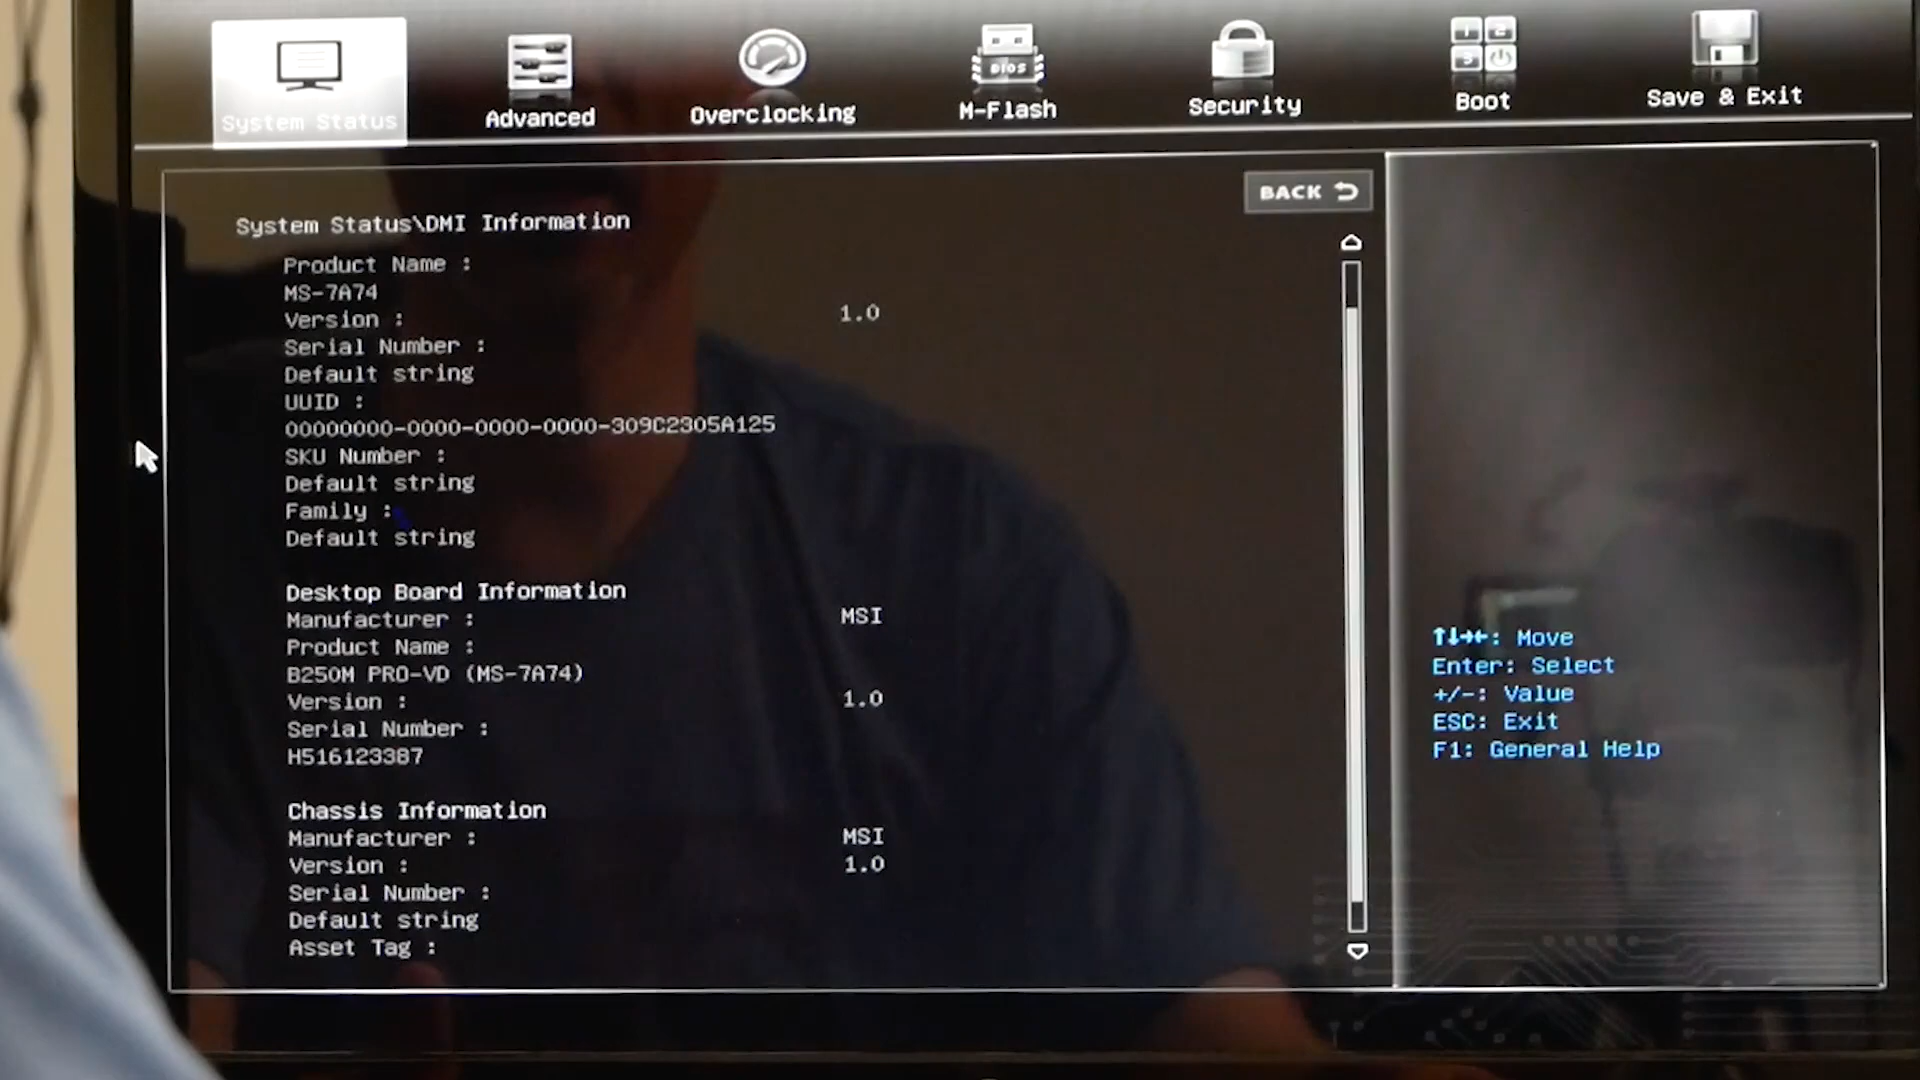 System Status
Advanced
Overclocking
BIOS
M-Flash
Security
1 2
3
Boot
Save & Exit
BACK
System Status\DMI Information
Product Name :
MS-7A74
Version : 1.0
Serial Number :
Default string
UUID :
00000000-0000-0000-0000-309C2305A125
SKU Number :
Default string
Family :
Default string
Desktop Board Information
Manufacturer : MSI
Product Name :
B250M PRO-VD (MS-7A74)
Version : 1.0
Serial Number :
H516123387
Chassis Information
Manufacturer : MSI
Version : 1.0
Serial Number :
Default string
Asset Tag :
↑↓→←: Move
Enter: Select
+/-: Value
ESC: Exit
F1: General Help